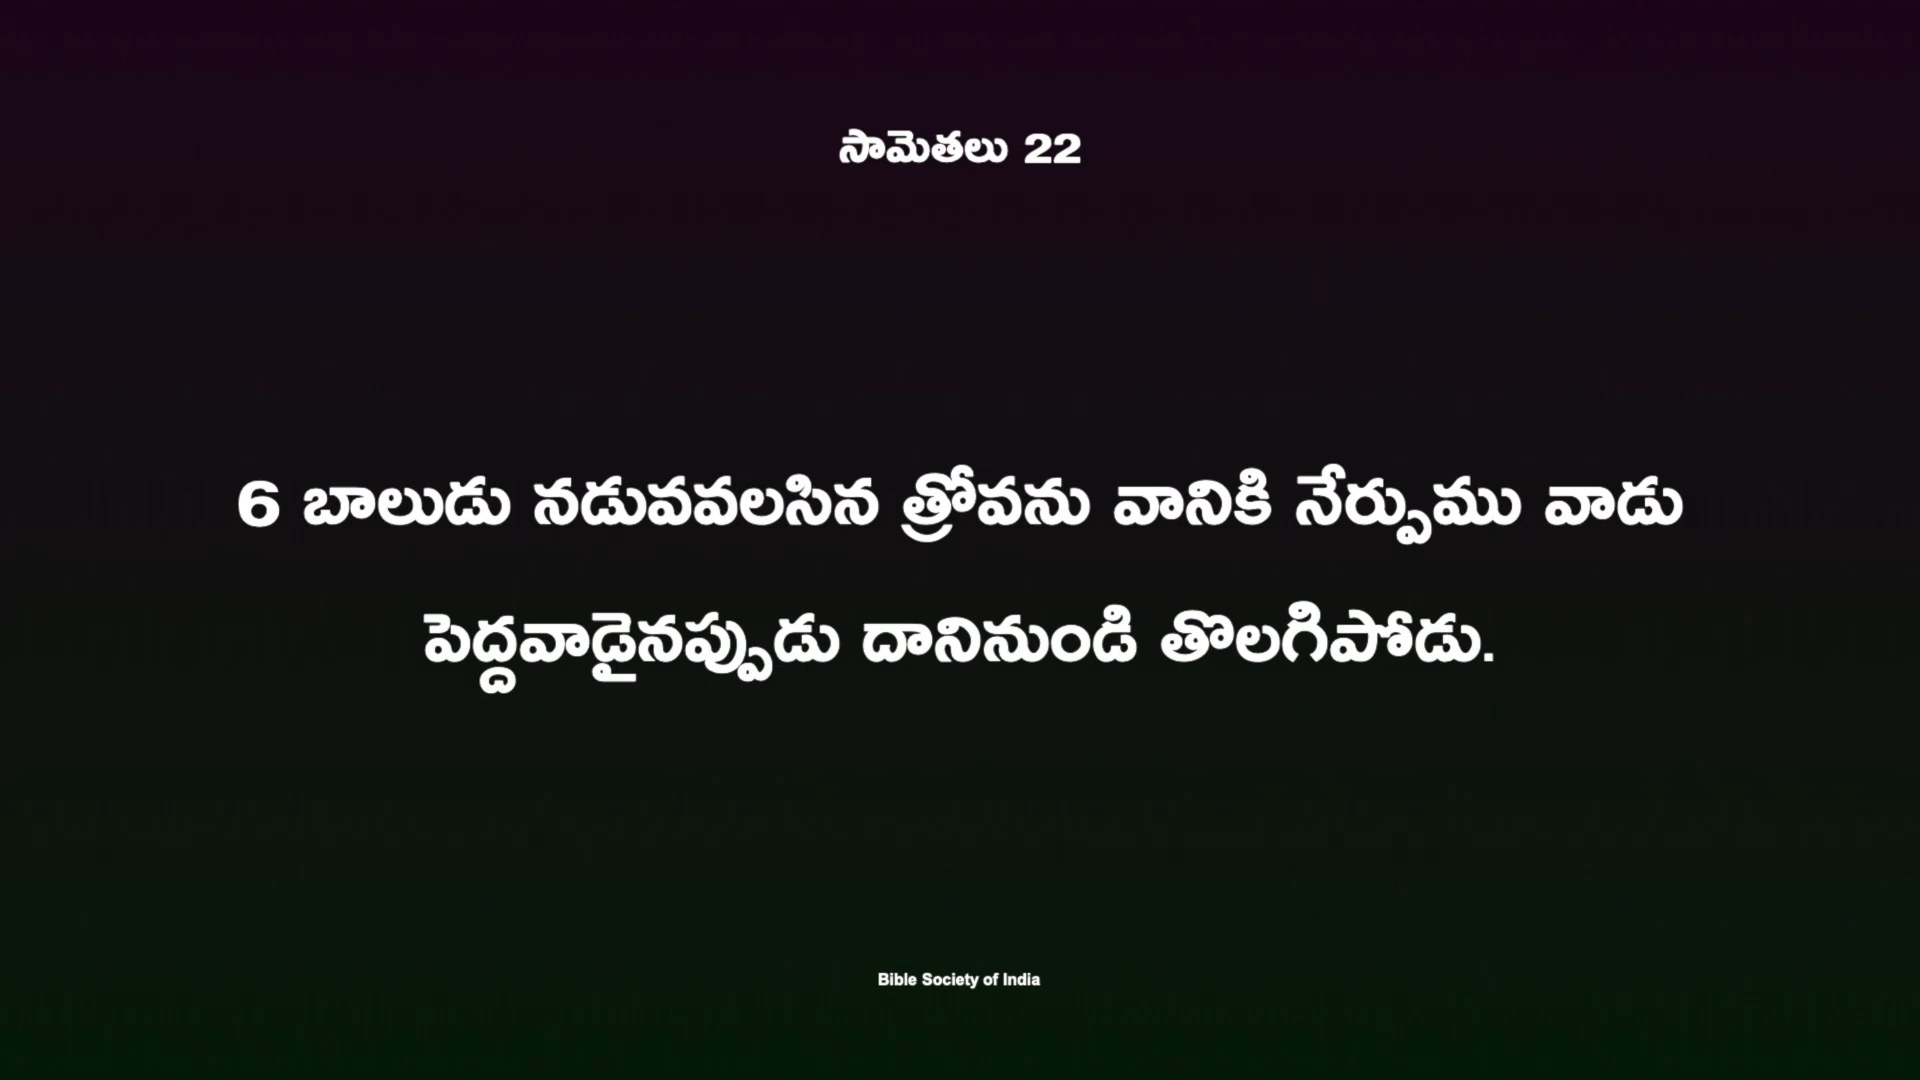 సామెతలు 22
6 బాలుడు నడువవలసిన త్రోవను వానికి నేర్పుము వాడు
పెద్దవాడైనప్పుడు దానినుండి తొలగిపోడు.
Bible Society of India